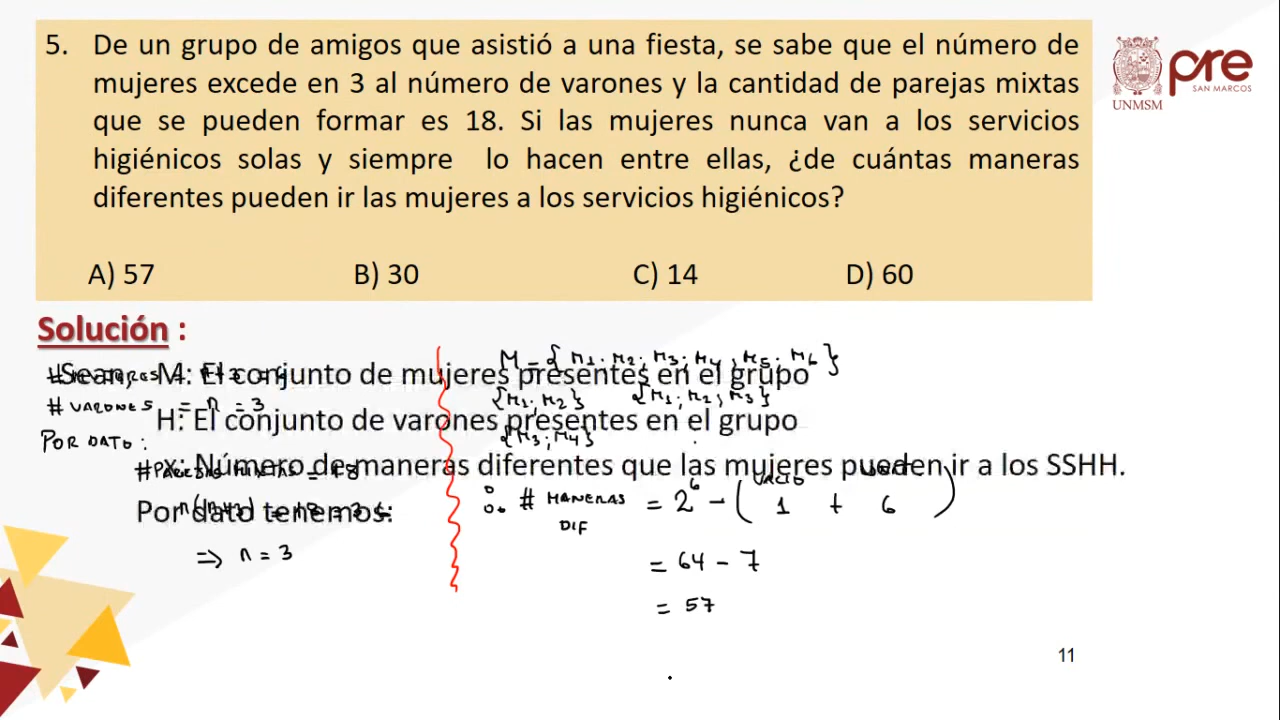 5. De un grupo de amigos que asistió a una fiesta, se sabe que el número de
mujeres excede en 3 al número de varones y la cantidad de parejas mixtas
que se pueden formar es 18. Si las mujeres nunca van a los servicios
higiénicos solas y siempre lo hacen entre ellas, ¿de cuántas maneras
diferentes pueden ir las mujeres a los servicios higiénicos?
A) 57 B) 30 C) 14 D) 60
pre
SAN MARCOS
UNMSM
Solución :
Sean: M: El conjunto de mujeres presentes en el grupo
H: El conjunto de varones presentes en el grupo
x: Número de maneras diferentes que las mujeres pueden ir a los SSHH.
Por dato tenemos:
# VARONES = n = 3
POR DATO:
=> n = 3
M = { M1; M2; M3; M4; M5; M6 }
{M1; M2} {M1; M2; M3}
{M3; M4}
VACÍO UNIT
∴ # MANERAS DIF = 2^6 - ( 1 + 6 )
= 64 - 7
= 57
11